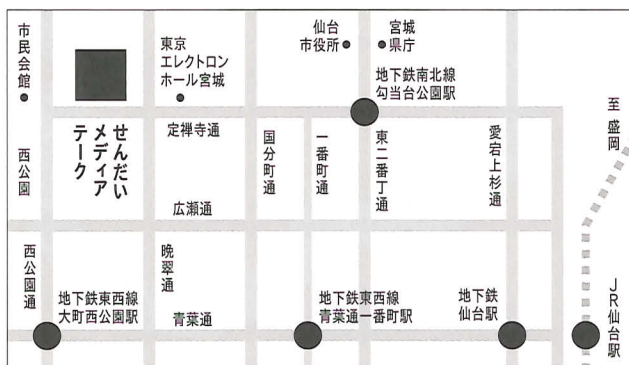 市民会館
せんだい
メディア
テーク
東京
エレクトロン
ホール宮城
仙台
市役所
宮城
県庁
地下鉄南北線
勾当台公園駅
定禅寺通
西公園
国分町通
一番町通
東二番丁通
愛宕上杉通
至 盛岡
広瀬通
西公園通
晩翠通
地下鉄東西線
大町西公園駅
青葉通
地下鉄東西線
青葉通一番町駅
地下鉄
仙台駅
JR仙台駅